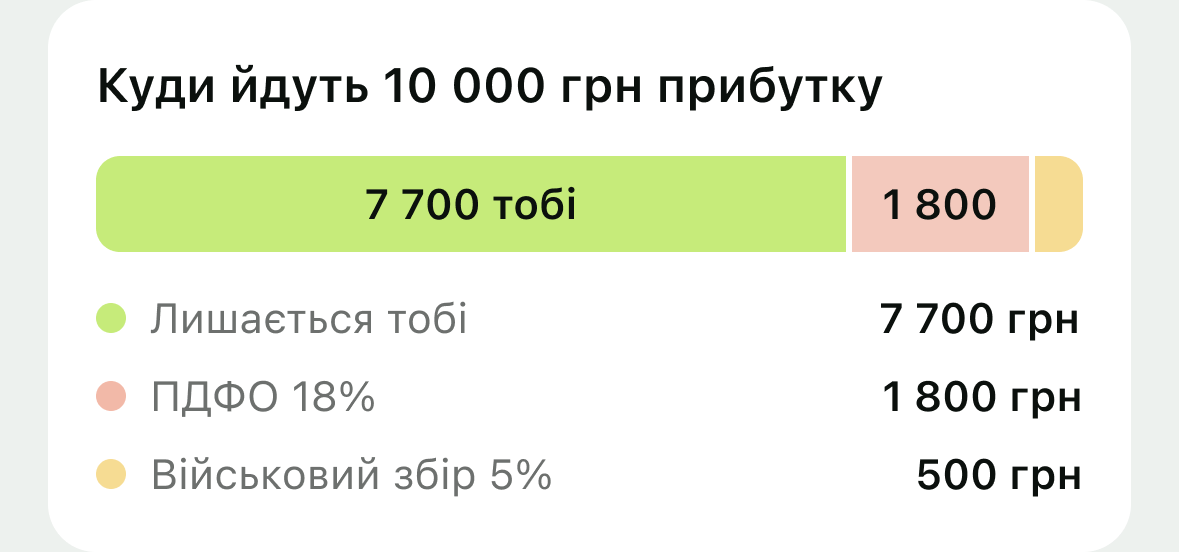 Куди йдуть 10 000 грн прибутку
7 700 тобі 1 800
Лишається тобі 7 700 грн
ПДФО 18% 1 800 грн
Військовий збір 5% 500 грн